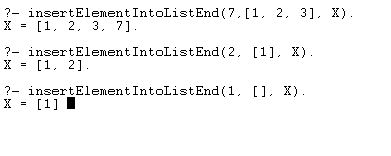 ?- insertElementIntoListEnd(7,[1, 2, 3], X).
X = [1, 2, 3, 7].
?- insertElementIntoListEnd(2, [1], X).
X = [1, 2].
?- insertElementIntoListEnd(1, [], X).
X = [1]